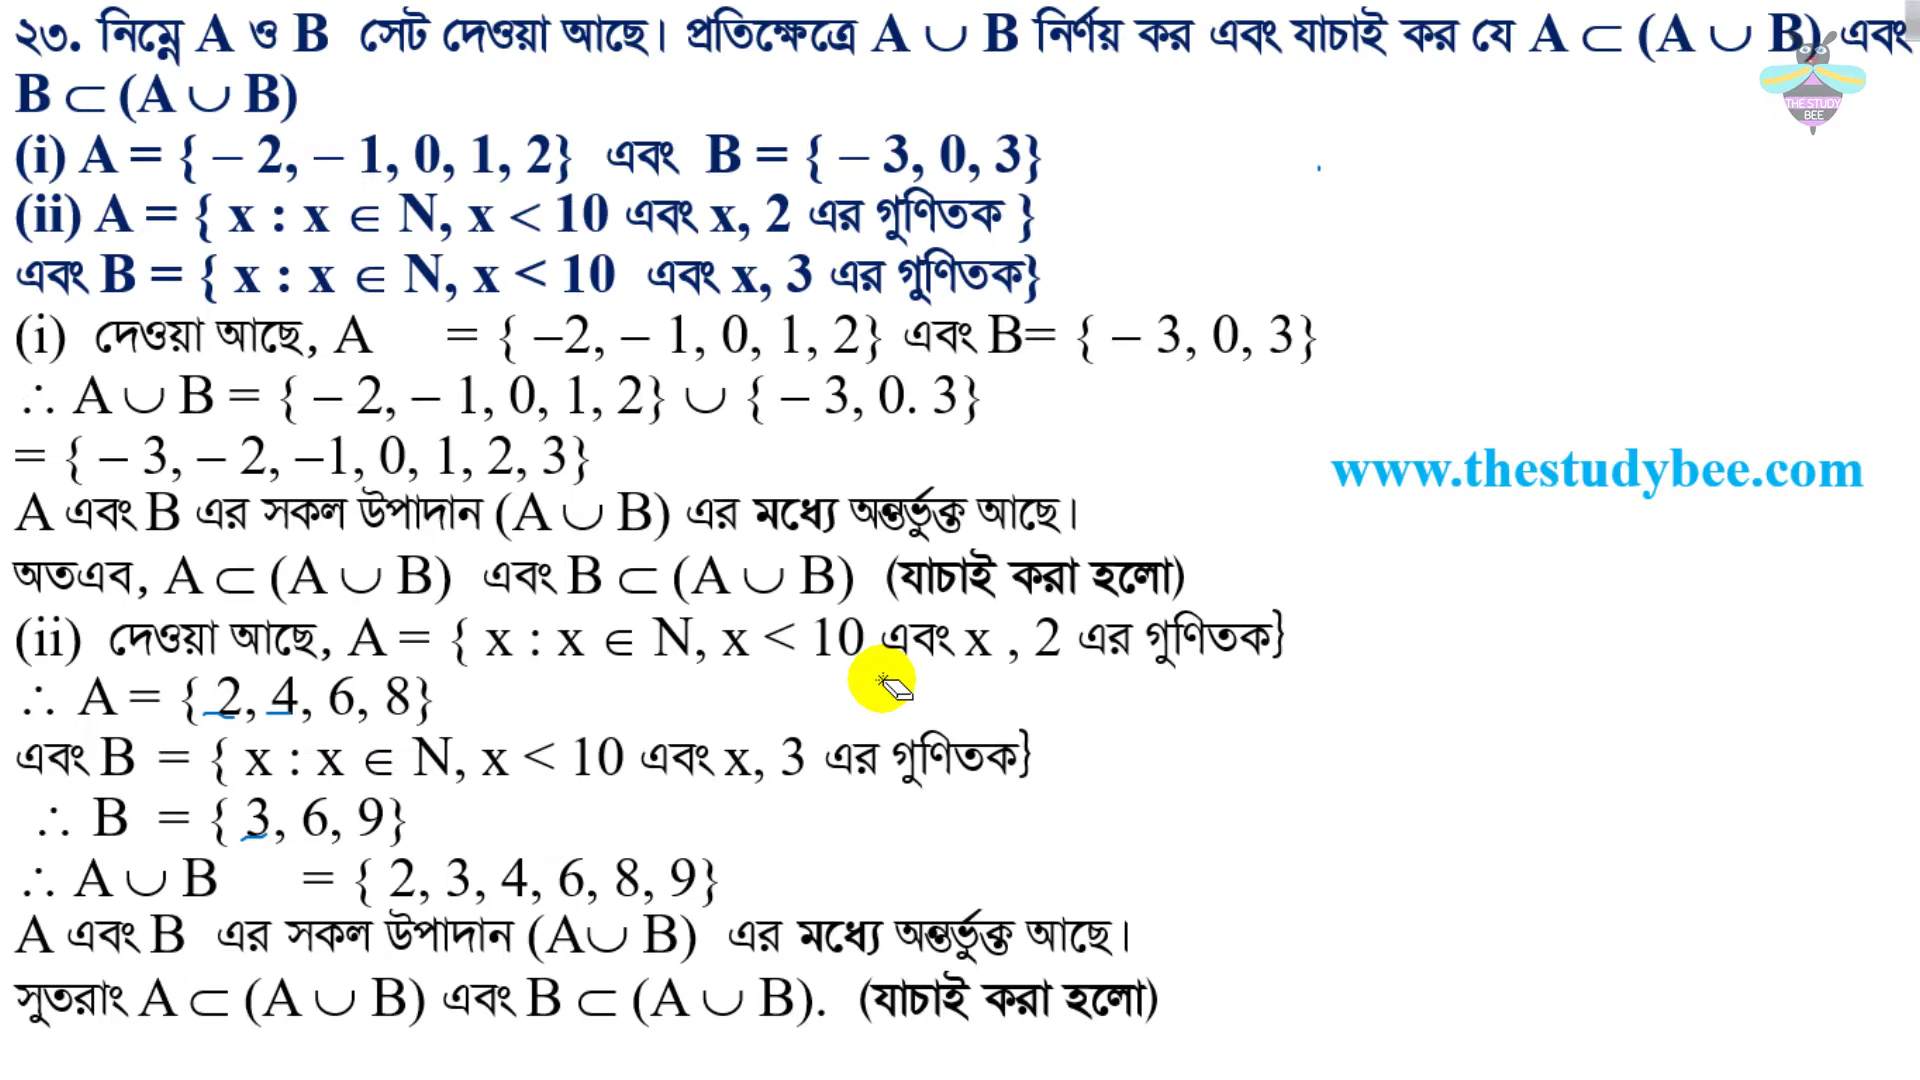 ২৩. নিম্নে A ও B সেট দেওয়া আছে। প্রতিক্ষেত্রে A ∪ B নির্ণয় কর এবং যাচাই কর যে A ⊂ (A ∪ B) এবং
B ⊂ (A ∪ B)
THE STUDY
BEE
(i) A = { – 2, – 1, 0, 1, 2} এবং B = { – 3, 0, 3}
(ii) A = { x : x ∈ N, x < 10 এবং x, 2 এর গুণিতক }
এবং B = { x : x ∈ N, x < 10 এবং x, 3 এর গুণিতক}
(i) দেওয়া আছে, A = { –2, – 1, 0, 1, 2} এবং B= { – 3, 0, 3}
∴ A ∪ B = { – 2, – 1, 0, 1, 2} ∪ { – 3, 0. 3}
= { – 3, – 2, –1, 0, 1, 2, 3}
www.thestudybee.com
A এবং B এর সকল উপাদান (A ∪ B) এর মধ্যে অন্তর্ভুক্ত আছে।
অতএব, A ⊂ (A ∪ B) এবং B ⊂ (A ∪ B) (যাচাই করা হলো)
(ii) দেওয়া আছে, A = { x : x ∈ N, x < 10 এবং x , 2 এর গুণিতক}
∴ A = { 2, 4, 6, 8}
এবং B = { x : x ∈ N, x < 10 এবং x, 3 এর গুণিতক}
∴ B = { 3, 6, 9}
∴ A ∪ B = { 2, 3, 4, 6, 8, 9}
A এবং B এর সকল উপাদান (A∪ B) এর মধ্যে অন্তর্ভুক্ত আছে।
সুতরাং A ⊂ (A ∪ B) এবং B ⊂ (A ∪ B). (যাচাই করা হলো)